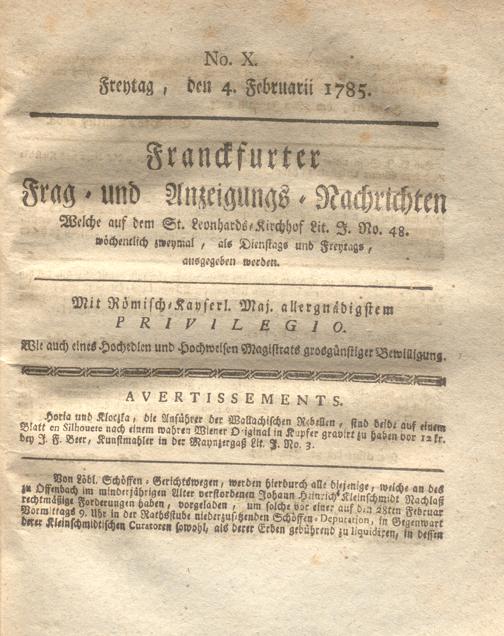 No. X.
Freytag, den 4. Februarii 1785.
Franckfurter
Frag- und Anzeigungs-Nachrichten
Welche auf dem St. Leonhards-Kirchhof Lit. J. No. 48.
wöchentlich zweymal, als Dienstags und Freytags,
ausgegeben werden.
Mit Römisch-Kayserl. Maj. allergnädigstem
PRIVILEGIO.
Wie auch eines Hochedlen und Hochweisen Magistrats grosgünstiger Bewilligung.
AVERTISSEMENTS.
Horia und Kloczka, die Anführer der Wallachischen Rebellen, sind beide auf einem
Blatt en Silhouete nach einem wahren Wiener Original in Kupfer gravirt zu haben vor 12 kr.
bey J. F. Beer, Kunstmahler in der Mayngergaß Lit. J. No. 3.
Von Löbl. Schöffen-Gerichtswegen, werden hierdurch alle diejenige, welche an des
zu Offenbach im minderjährigen Alter verstordenen Johann Heinrich Kleinschmidt Nachlaß
rechtmäßige Forderungen haben, vorgeladen, um solche vor einer auf den 28ten Februar
Vormittags 9. Uhr in der Rathsstube niederzusetzenden Schöffen-Deputation, in Gegenwart
derer Kleinschmidtischen Curatoren sowohl, als derer Erben gebührend zu liquidiren, in dessen